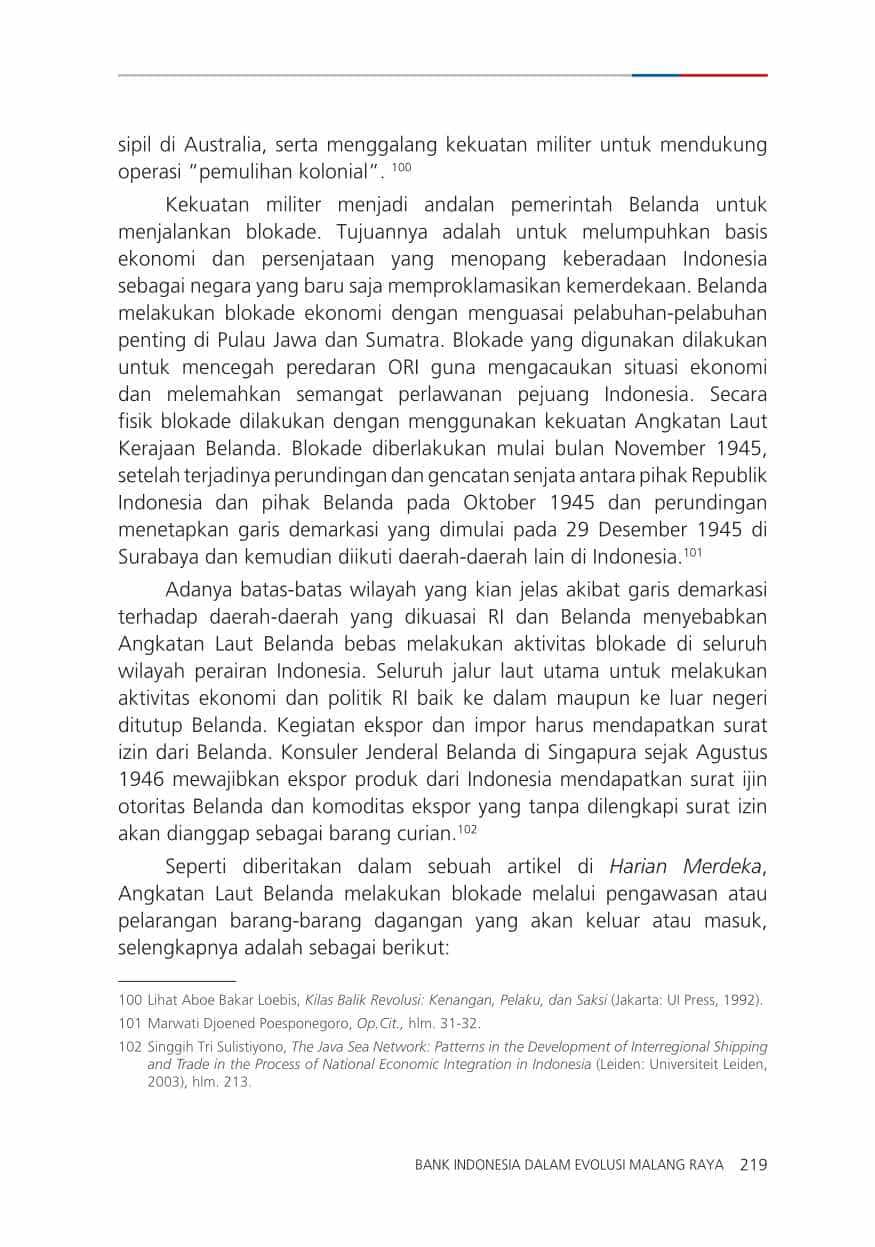 sipil di Australia, serta menggalang kekuatan militer untuk mendukung
operasi "pemulihan kolonial". 100
Kekuatan militer menjadi andalan pemerintah Belanda untuk
menjalankan blokade. Tujuannya adalah untuk melumpuhkan basis
ekonomi dan persenjataan yang menopang keberadaan Indonesia
sebagai negara yang baru saja memproklamasikan kemerdekaan. Belanda
melakukan blokade ekonomi dengan menguasai pelabuhan-pelabuhan
penting di Pulau Jawa dan Sumatra. Blokade yang digunakan dilakukan
untuk mencegah peredaran ORI guna mengacaukan situasi ekonomi
dan melemahkan semangat perlawanan pejuang Indonesia. Secara
fisik blokade dilakukan dengan menggunakan kekuatan Angkatan Laut
Kerajaan Belanda. Blokade diberlakukan mulai bulan November 1945,
setelah terjadinya perundingan dan gencatan senjata antara pihak Republik
Indonesia dan pihak Belanda pada Oktober 1945 dan perundingan
menetapkan garis demarkasi yang dimulai pada 29 Desember 1945 di
Surabaya dan kemudian diikuti daerah-daerah lain di Indonesia.101
Adanya batas-batas wilayah yang kian jelas akibat garis demarkasi
terhadap daerah-daerah yang dikuasai RI dan Belanda menyebabkan
Angkatan Laut Belanda bebas melakukan aktivitas blokade di seluruh
wilayah perairan Indonesia. Seluruh jalur laut utama untuk melakukan
aktivitas ekonomi dan politik RI baik ke dalam maupun ke luar negeri
ditutup Belanda. Kegiatan ekspor dan impor harus mendapatkan surat
izin dari Belanda. Konsuler Jenderal Belanda di Singapura sejak Agustus
1946 mewajibkan ekspor produk dari Indonesia mendapatkan surat ijin
otoritas Belanda dan komoditas ekspor yang tanpa dilengkapi surat izin
akan dianggap sebagai barang curian.102
Seperti diberitakan dalam sebuah artikel di Harian Merdeka,
Angkatan Laut Belanda melakukan blokade melalui pengawasan atau
pelarangan barang-barang dagangan yang akan keluar atau masuk,
selengkapnya adalah sebagai berikut:
100 Lihat Aboe Bakar Loebis, Kilas Balik Revolusi: Kenangan, Pelaku, dan Saksi (Jakarta: UI Press, 1992).
101 Marwati Djoened Poesponegoro, Op.Cit., hlm. 31-32.
102 Singgih Tri Sulistiyono, The Java Sea Network: Patterns in the Development of Interregional Shipping
and Trade in the Process of National Economic Integration in Indonesia (Leiden: Universiteit Leiden,
2003), hlm. 213.
BANK INDONESIA DALAM EVOLUSI MALANG RAYA 219